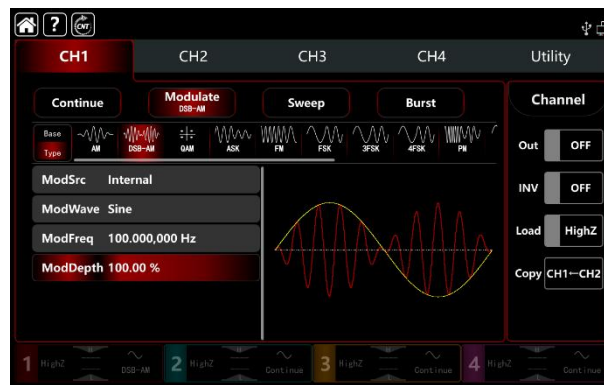 ? CNT
CH1 CH2 CH3 CH4 Utility
Continue Modulate Sweep Burst Channel
DSB-AM
Base
Type AM DSB-AM QAM ASK FM FSK 3FSK 4FSK PM
Out OFF
ModSrc Internal
INV OFF
ModWave Sine
ModFreq 100.000,000 Hz
Load HighZ
ModDepth 100.00 %
Copy CH1←CH2
1 HighZ DSB-AM 2 HighZ Continue 3 HighZ Continue 4 HighZ Continue